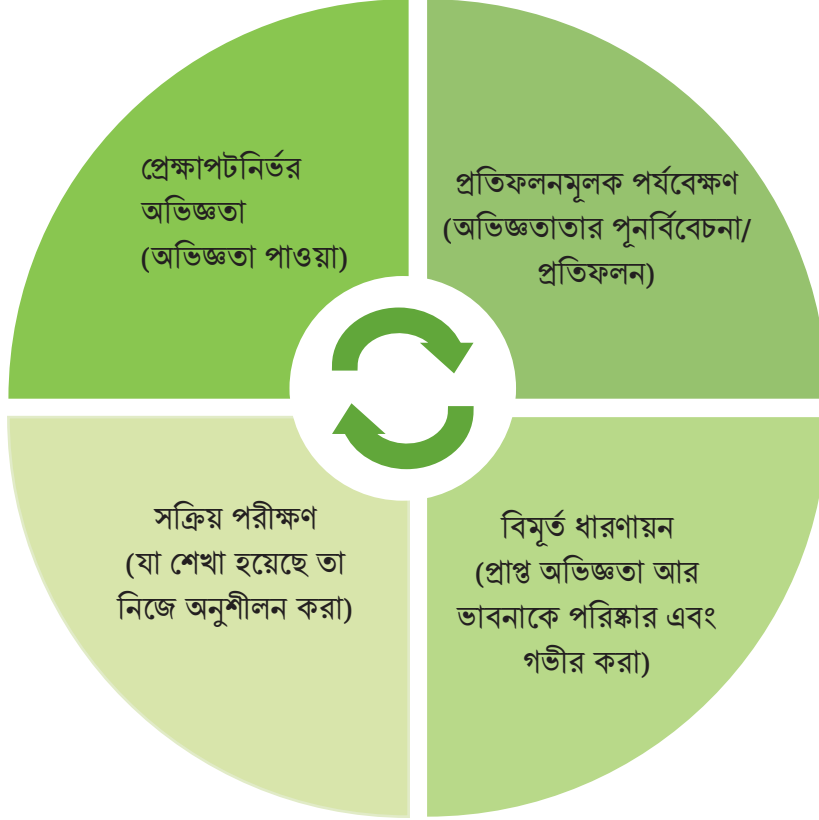 প্রেক্ষাপটনির্ভর
অভিজ্ঞতা
(অভিজ্ঞতা পাওয়া)
প্রতিফলনমূলক পর্যবেক্ষণ
(অভিজ্ঞতাতার পূনর্বিবেচনা/
প্রতিফলন)
বিমূর্ত ধারণায়ন
(প্রাপ্ত অভিজ্ঞতা আর
ভাবনাকে পরিষ্কার এবং
গভীর করা)
সক্রিয় পরীক্ষণ
(যা শেখা হয়েছে তা
নিজে অনুশীলন করা)